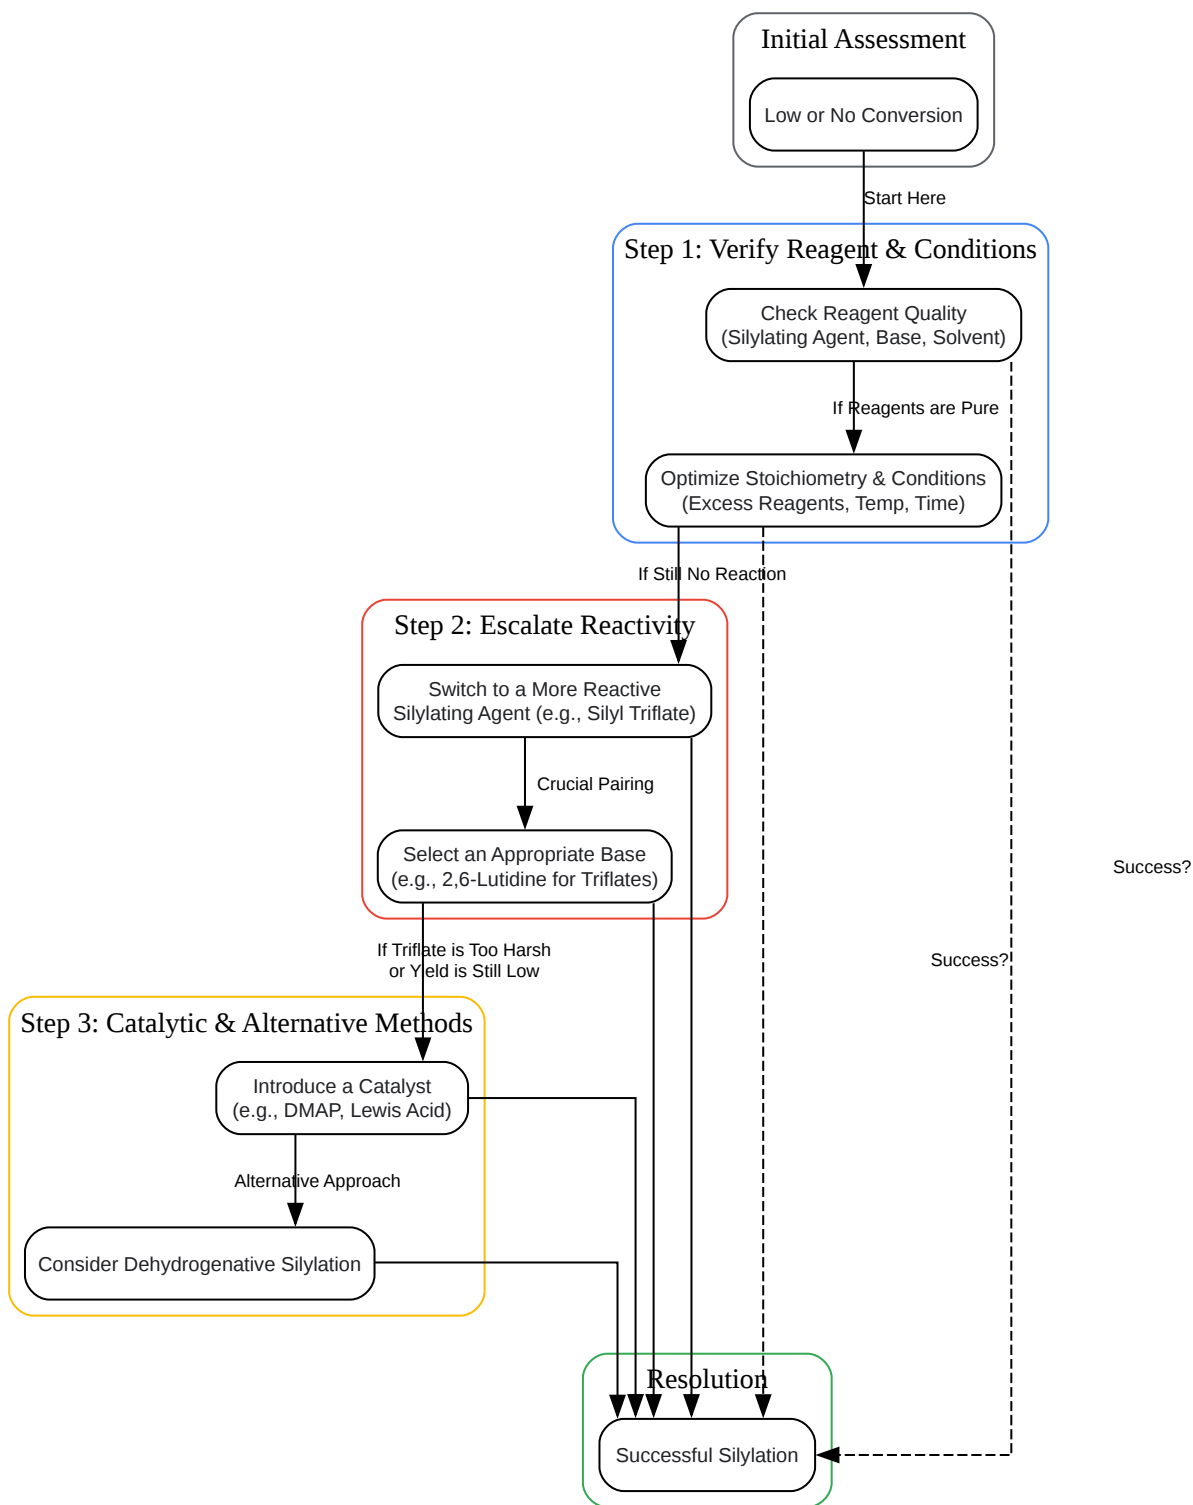 Initial Assessment
Low or No Conversion
Start Here
Step 1: Verify Reagent & Conditions
Check Reagent Quality
(Silylating Agent, Base, Solvent)
If Reagents are Pure
Optimize Stoichiometry & Conditions
(Excess Reagents, Temp, Time)
If Still No Reaction
Step 2: Escalate Reactivity
Switch to a More Reactive
Silylating Agent (e.g., Silyl Triflate)
Crucial Pairing
Select an Appropriate Base
(e.g., 2,6-Lutidine for Triflates)
Success?
Success?
If Triflate is Too Harsh
or Yield is Still Low
Step 3: Catalytic & Alternative Methods
Introduce a Catalyst
(e.g., DMAP, Lewis Acid)
Alternative Approach
Consider Dehydrogenative Silylation
Resolution
Successful Silylation